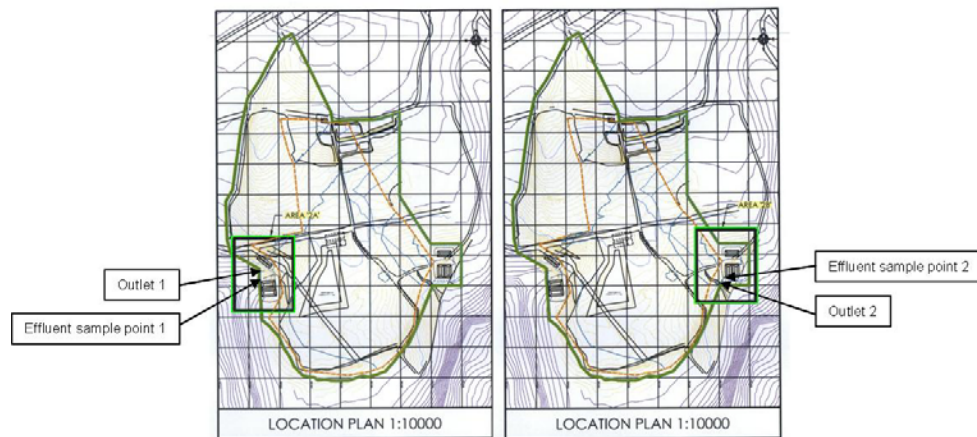 AREA '2A'
Outlet 1
Effluent sample point 1
LOCATION PLAN 1:10000
AREA '2B'
Effluent sample point 2
Outlet 2
LOCATION PLAN 1:10000